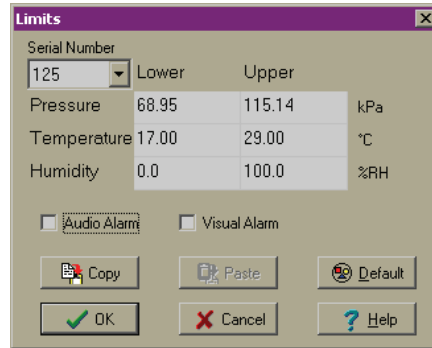 Limits
Serial Number
125 Lower Upper
Pressure 68.95 115.14 kPa
Temperature 17.00 29.00 °C
Humidity 0.0 100.0 %RH
Audio Alarm Visual Alarm
Copy Paste Default
OK Cancel Help